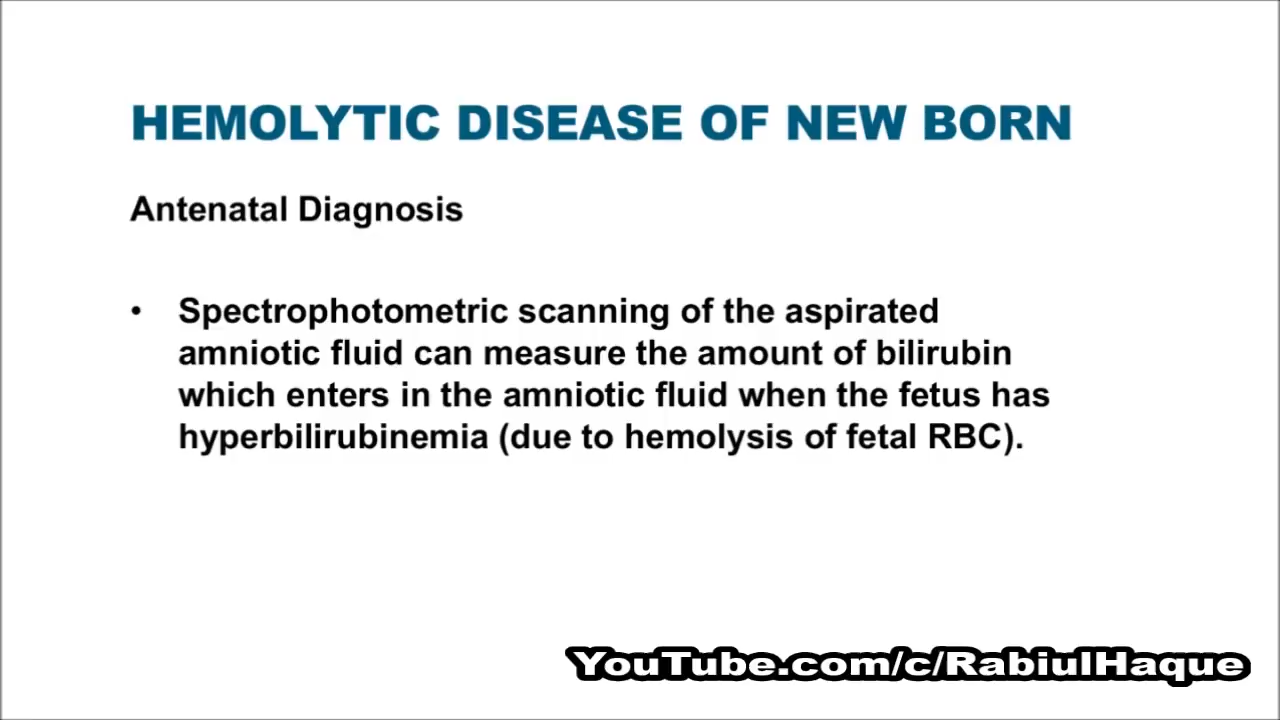 HEMOLYTIC DISEASE OF NEW BORN
Antenatal Diagnosis
• Spectrophotometric scanning of the aspirated
amniotic fluid can measure the amount of bilirubin
which enters in the amniotic fluid when the fetus has
hyperbilirubinemia (due to hemolysis of fetal RBC).
YouTube.com/c/RabiulHaque